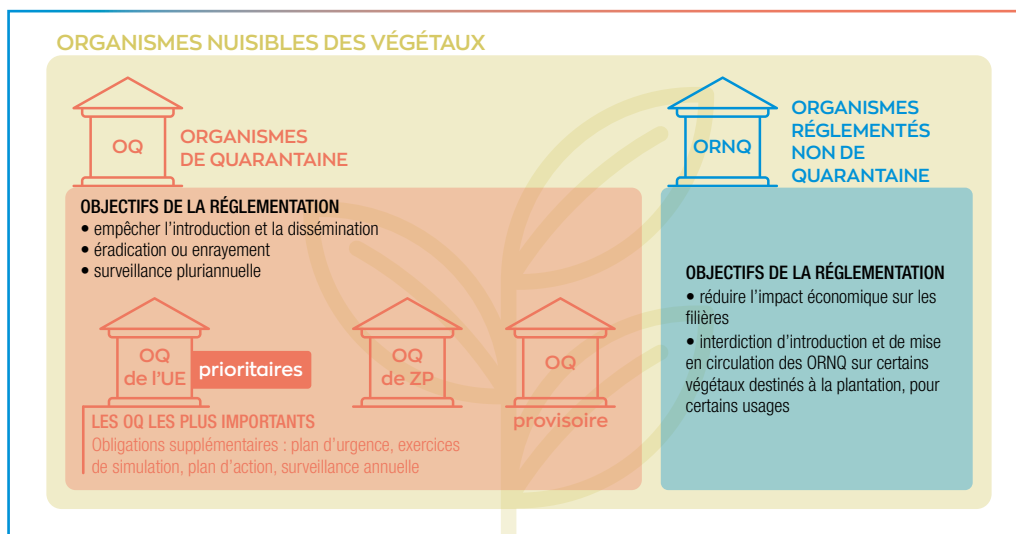 ORGANISMES NUISIBLES DES VÉGÉTAUX
OQ
ORGANISMES
DE QUARANTAINE
OBJECTIFS DE LA RÉGLEMENTATION
• empêcher l’introduction et la dissémination
• éradication ou enrayement
• surveillance pluriannuelle
OQ
de l’UE
prioritaires
OQ
de ZP
OQ
provisoire
LES OQ LES PLUS IMPORTANTS
Obligations supplémentaires : plan d’urgence, exercices
de simulation, plan d’action, surveillance annuelle
ORNQ
ORGANISMES
RÉGLEMENTÉS
NON DE
QUARANTAINE
OBJECTIFS DE LA RÉGLEMENTATION
• réduire l’impact économique sur les
filières
• interdiction d’introduction et de mise
en circulation des ORNQ sur certains
végétaux destinés à la plantation, pour
certains usages